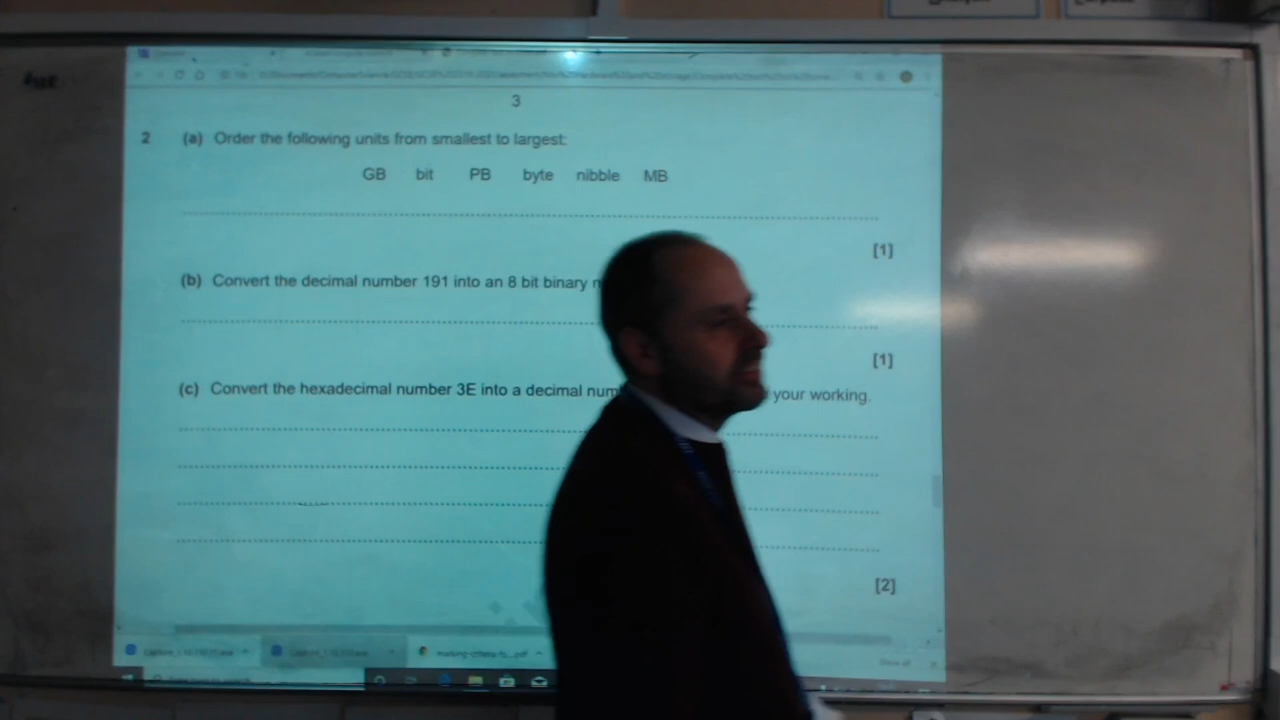 3
2 (a) Order the following units from smallest to largest:
GB bit PB byte nibble MB
[1]
(b) Convert the decimal number 191 into an 8 bit binary
[1]
(c) Convert the hexadecimal number 3E into a decimal num your working.
[2]